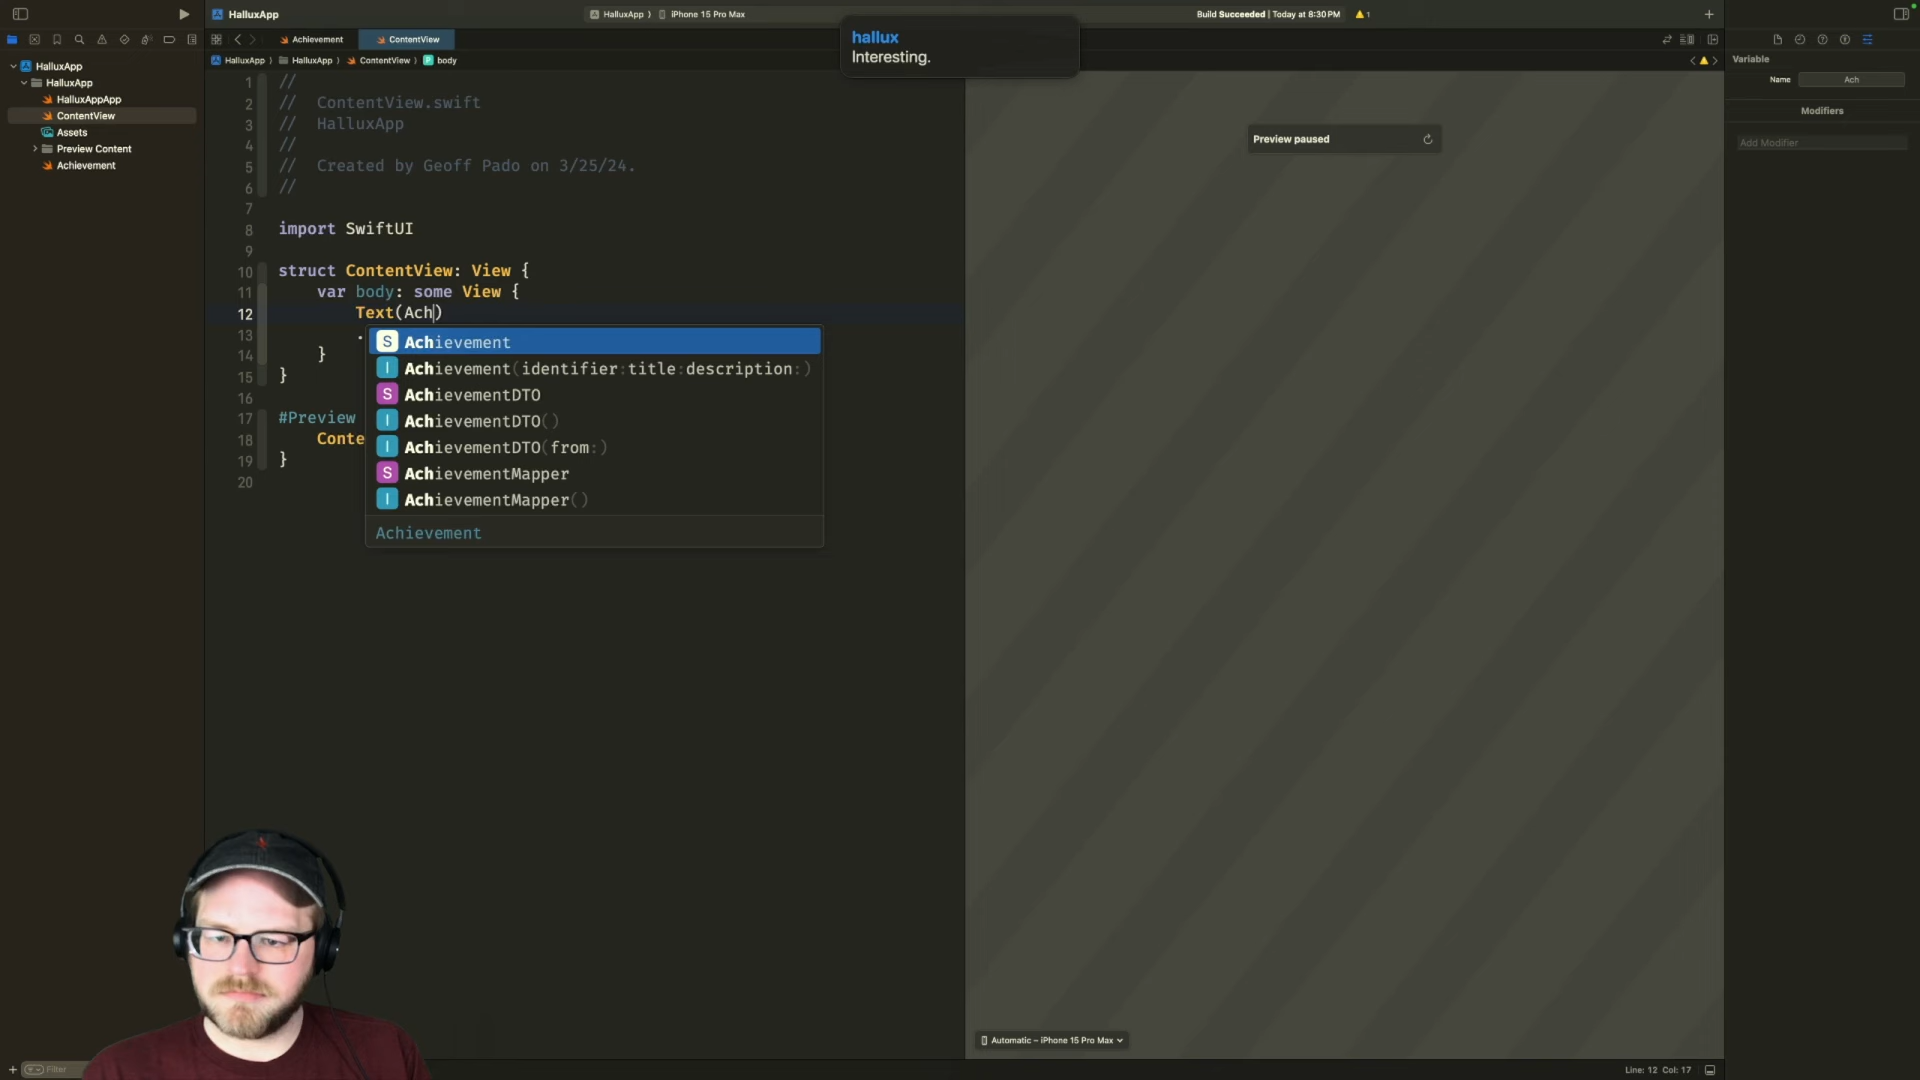 HalluxApp
HalluxApp ⟩ iPhone 15 Pro Max
Build Succeeded | Today at 8:30 PM
1
hallux
Interesting.
Achievement
ContentView
HalluxApp ⟩ HalluxApp ⟩ ContentView ⟩ P body
HalluxApp
HalluxApp
HalluxAppApp
ContentView
Assets
Preview Content
Achievement
1 //
2 //  ContentView.swift
3 //  HalluxApp
4 //
5 //  Created by Geoff Pado on 3/25/24.
6 //
7
8 import SwiftUI
9
10 struct ContentView: View {
11 var body: some View {
12 Text(Ach)
13 .
14 }
15 }
16
17 #Preview
18 Conte
19 }
20
S Achievement
I Achievement(identifier:title:description:)
S AchievementDTO
I AchievementDTO()
I AchievementDTO(from:)
S AchievementMapper
I AchievementMapper()
Achievement
Preview paused
Automatic – iPhone 15 Pro Max
Variable
Name Ach
Modifiers
Add Modifier
Filter
Line: 12 Col: 17